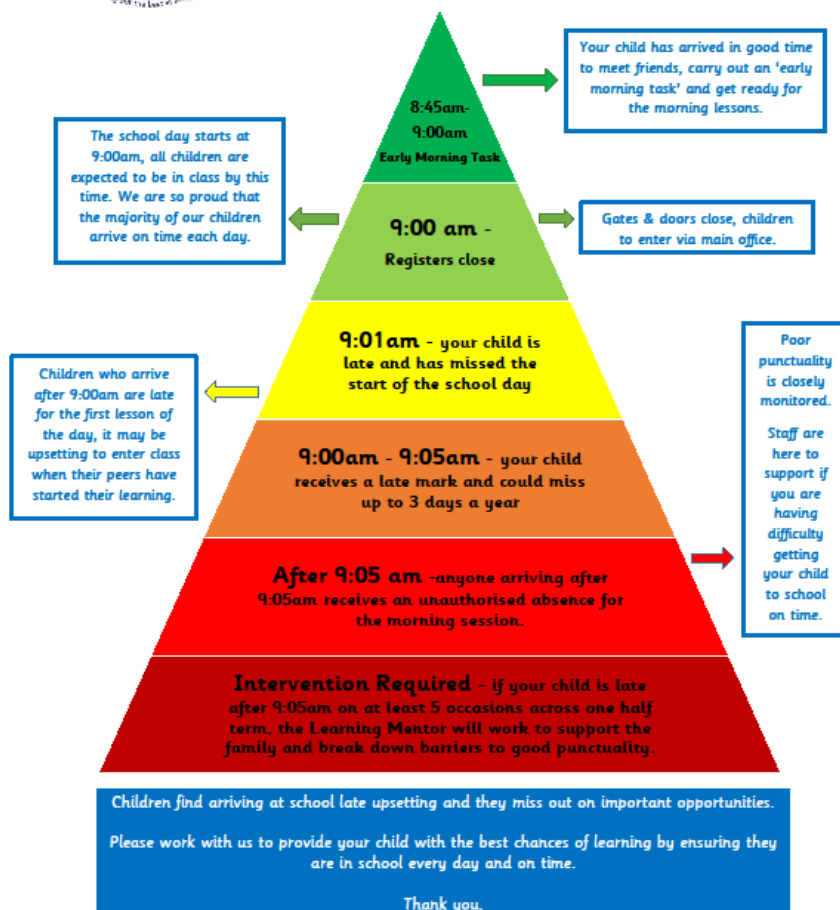 8:45am-
9:00am
Early Morning Task
Your child has arrived in good time
to meet friends, carry out an 'early
morning task' and get ready for
the morning lessons.
The school day starts at
9:00am, all children are
expected to be in class by this
time. We are so proud that
the majority of our children
arrive on time each day.
9:00 am -
Registers close
Gates & doors close, children
to enter via main office.
9:01am - your child is
late and has missed the
start of the school day
Children who arrive
after 9:00am are late
for the first lesson of
the day, it may be
upsetting to enter class
when their peers have
started their learning.
Poor
punctuality
is closely
monitored.
Staff are
here to
support if
you are
having
difficulty
getting
your child
to school
on time.
9:00am - 9:05am - your child
receives a late mark and could miss
up to 3 days a year
After 9:05 am -anyone arriving after
9:05am receives an unauthorised absence for
the morning session.
Intervention Required - if your child is late
after 9:05am on at least 5 occasions across one half
term, the Learning Mentor will work to support the
family and break down barriers to good punctuality.
Children find arriving at school late upsetting and they miss out on important opportunities.
Please work with us to provide your child with the best chances of learning by ensuring they
are in school every day and on time.
Thank you.